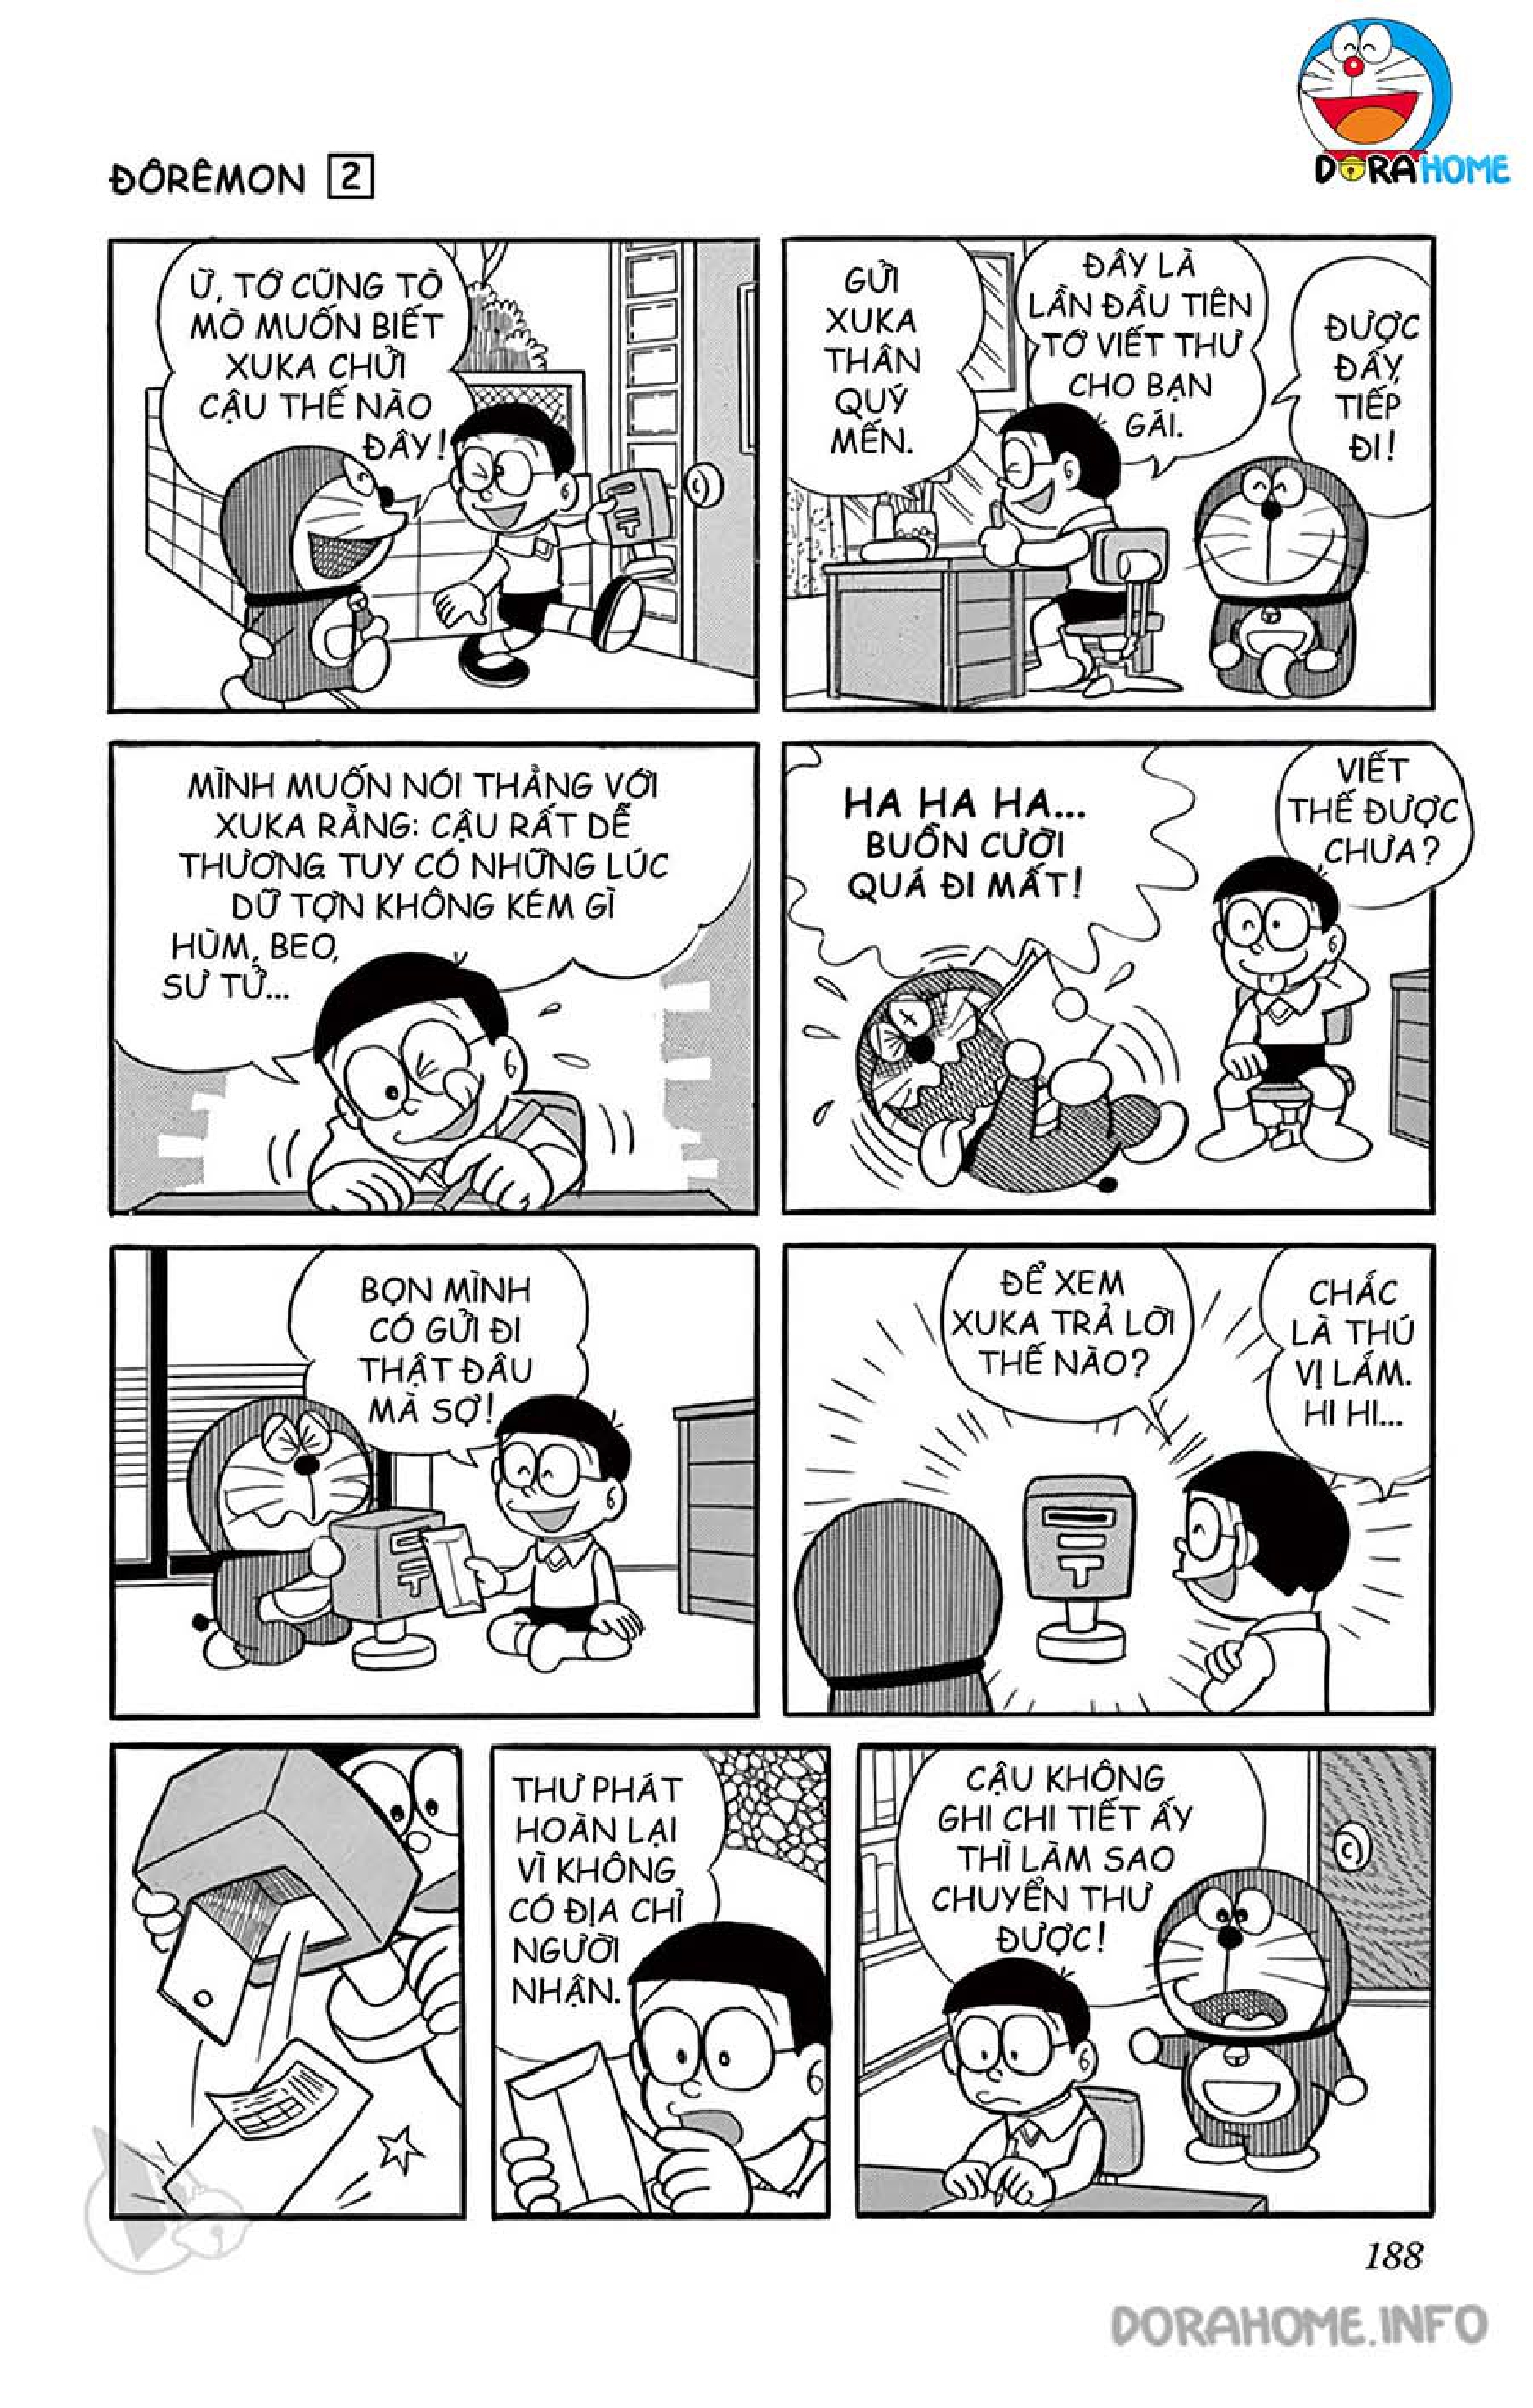 DORAHOME
ĐÔRÊMON 2
Ừ, TỚ CŨNG TÒ
MÒ MUỐN BIẾT
XUKA CHỬI
CẬU THẾ NÀO
ĐÂY!
GỬI
XUKA
THÂN
QUÝ
MẾN.
ĐÂY LÀ
LẦN ĐẦU TIÊN
TỚ VIẾT THƯ
CHO BẠN
GÁI.
ĐƯỢC
ĐẤY,
TIẾP
ĐI!
MÌNH MUỐN NÓI THẲNG VỚI
XUKA RẰNG: CẬU RẤT DỄ
THƯƠNG TUY CÓ NHỮNG LÚC
DỮ TỢN KHÔNG KÉM GÌ
HÙM, BEO,
SƯ TỬ...
HA HA HA...
BUỒN CƯỜI
QUÁ ĐI MẤT!
VIẾT
THẾ ĐƯỢC
CHƯA?
BỌN MÌNH
CÓ GỬI ĐI
THẬT ĐÂU
MÀ SỢ!
ĐỂ XEM
XUKA TRẢ LỜI
THẾ NÀO?
CHẮC
LÀ THÚ
VỊ LẮM.
HI HI...
THƯ PHÁT
HOÀN LẠI
VÌ KHÔNG
CÓ ĐỊA CHỈ
NGƯỜI
NHẬN.
CẬU KHÔNG
GHI CHI TIẾT ẤY
THÌ LÀM SAO
CHUYỂN THƯ
ĐƯỢC!
188
DORAHOME.INFO